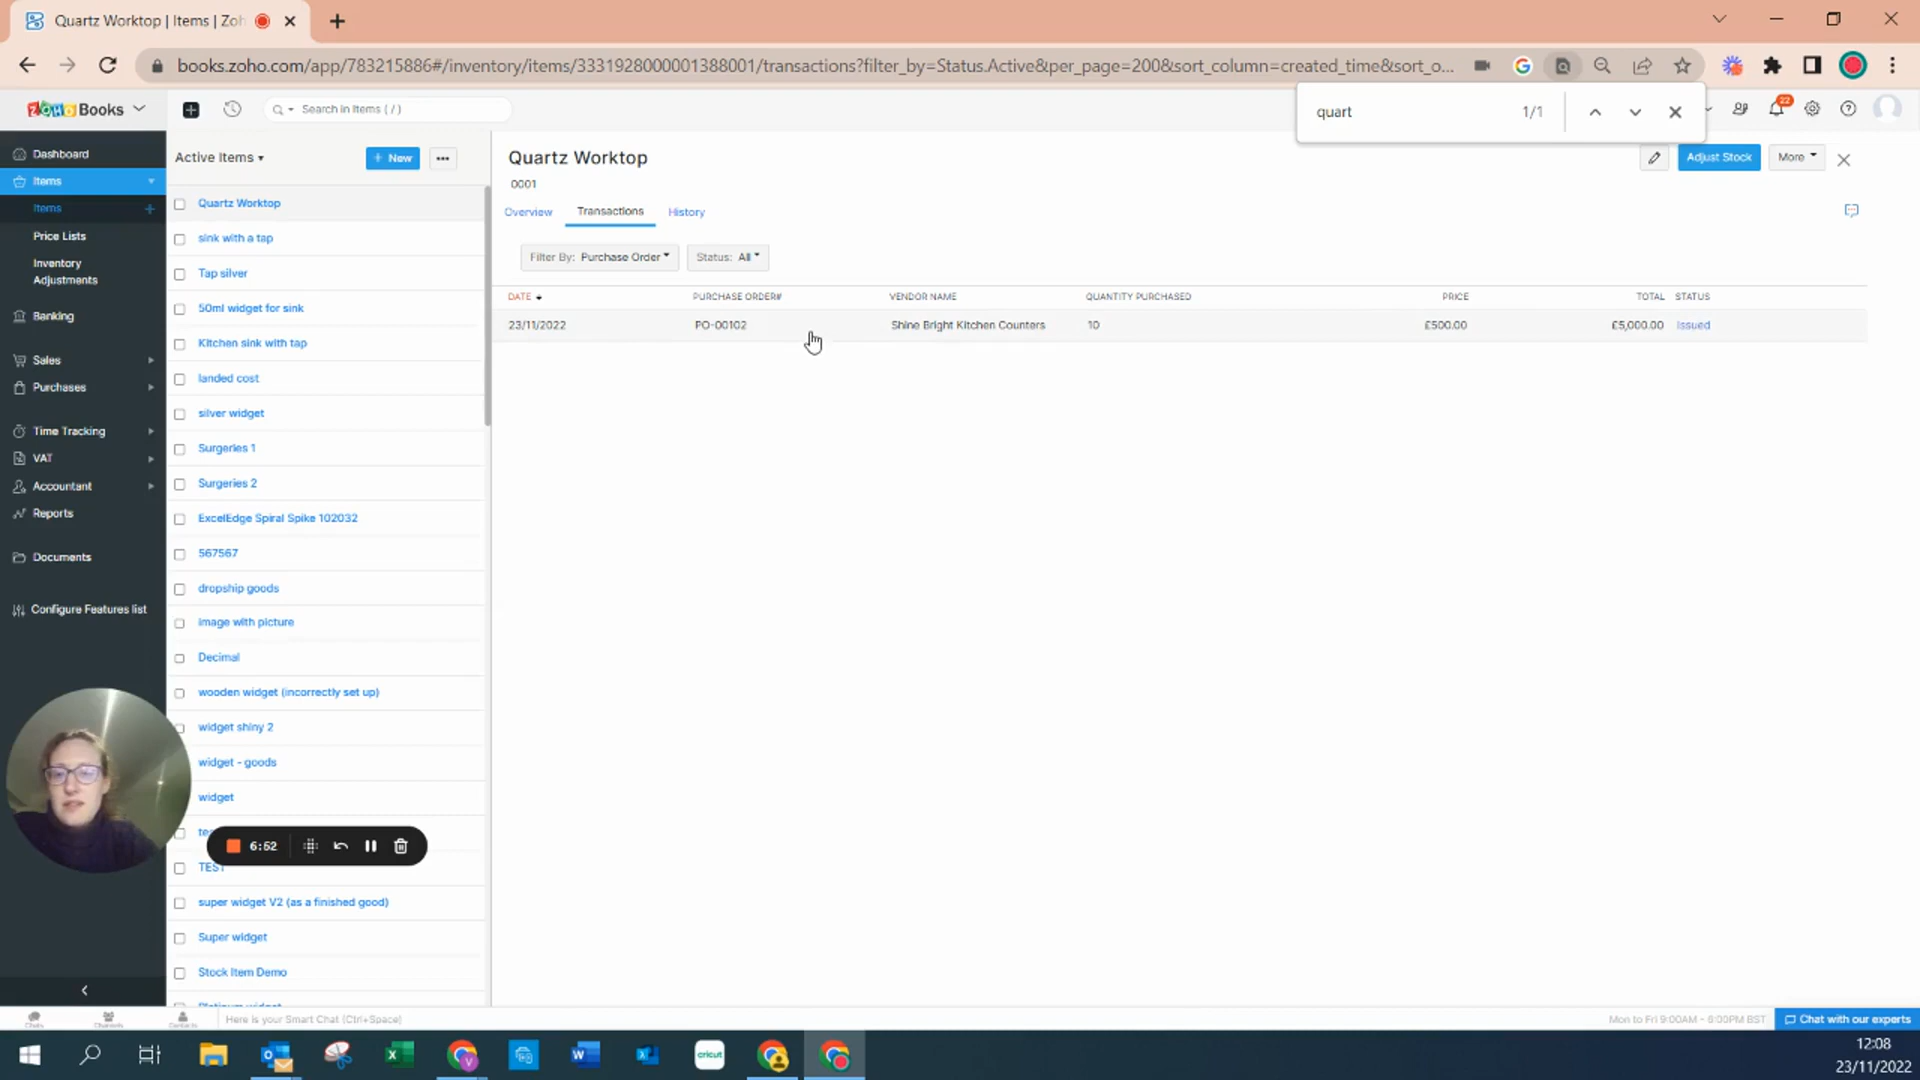 Quartz Worktop | Items | Zoh
books.zoho.com/app/783215886#/inventory/items/3331928000001388001/transactions?filter_by=Status.Active&per_page=200&sort_column=created_time&sort_o...
quart 1/1
ZOHO Books
Search in Items ( / )
22
Dashboard
Items
Items
Price Lists
Inventory
Adjustments
Banking
Sales
Purchases
Time Tracking
VAT
Accountant
Reports
Documents
Configure Features list
Active Items
+ New
Quartz Worktop
sink with a tap
Tap silver
50ml widget for sink
Kitchen sink with tap
landed cost
silver widget
Surgeries 1
Surgeries 2
ExcelEdge Spiral Spike 102032
567567
dropship goods
image with picture
Decimal
wooden widget (incorrectly set up)
widget shiny 2
widget - goods
widget
6:52
TEST
super widget V2 (as a finished good)
Super widget
Stock Item Demo
Platinum widget
Quartz Worktop
0001
Adjust Stock
More
Overview Transactions History
Filter By: Purchase Order Status: All
DATE PURCHASE ORDER# VENDOR NAME QUANTITY PURCHASED PRICE TOTAL STATUS
23/11/2022 PO-00102 Shine Bright Kitchen Counters 10 £500.00 £5,000.00 Issued
Chats Channels Contacts
Here is your Smart Chat (Ctrl+Space)
Mon to Fri 9:00AM - 6:00PM BST
Chat with our experts
cricut
12:08
23/11/2022